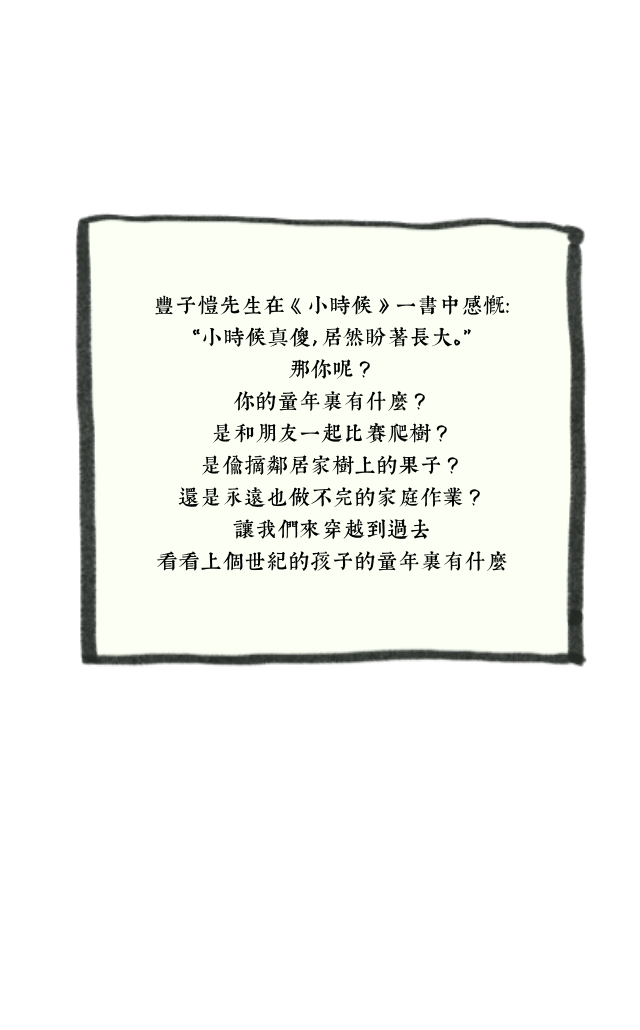 豐子愷先生在《小時候》一書中感慨:
“小時候真傻,居然盼著長大。”
那你呢?
你的童年裏有什麼?
是和朋友一起比賽爬樹?
是偷摘鄰居家樹上的果子?
還是永遠也做不完的家庭作業?
讓我們來穿越到過去
看看上個世紀的孩子的童年裏有什麼